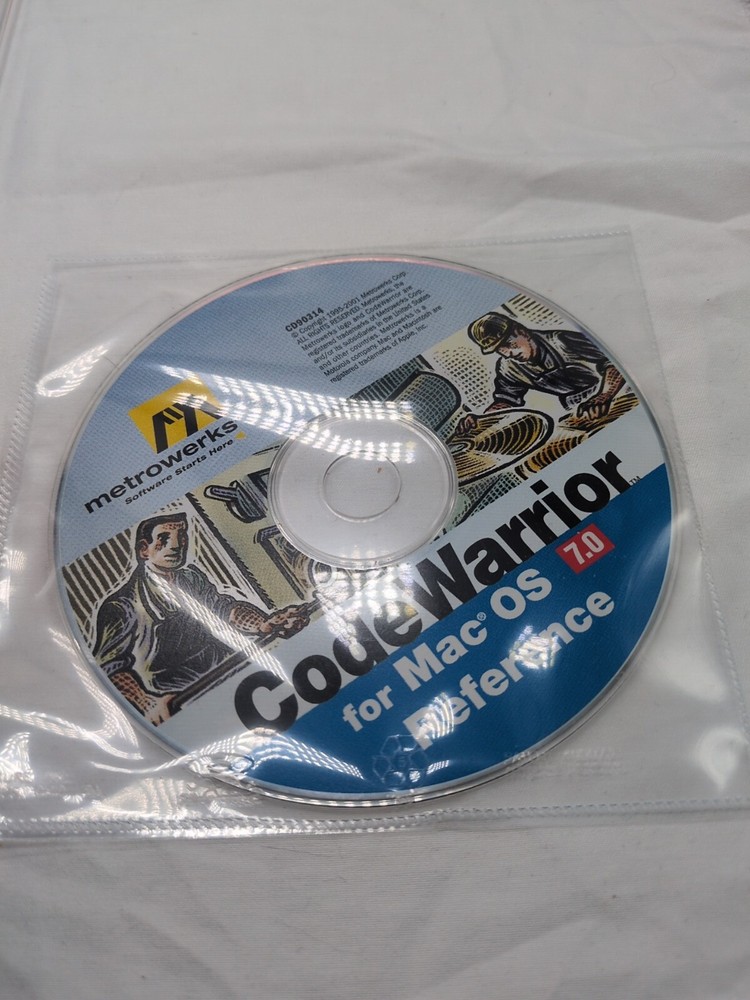 CD90314
© Copyright 1995-2001 Metrowerks Corp.
ALL RIGHTS RESERVED. Metrowerks, the
Metrowerks logo and CodeWarrior are
registered trademarks of Metrowerks Corp.
and/or its subsidiaries in the United States
and other countries. Metrowerks is a
Motorola company. Mac and Macintosh are
registered trademarks of Apple, Inc.
metrowerks
Software Starts Here
CodeWarrior™
for Mac® OS 7.0
Reference